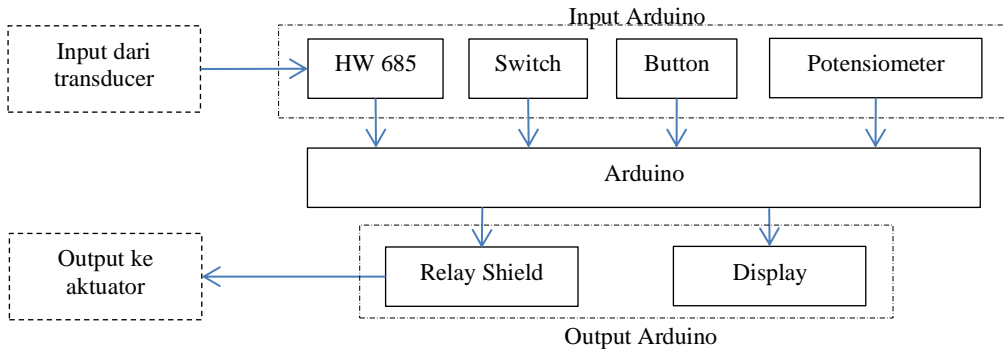 Input Arduino
Input dari
transducer
HW 685
Switch
Button
Potensiometer
Arduino
Output ke
aktuator
Relay Shield
Display
Output Arduino